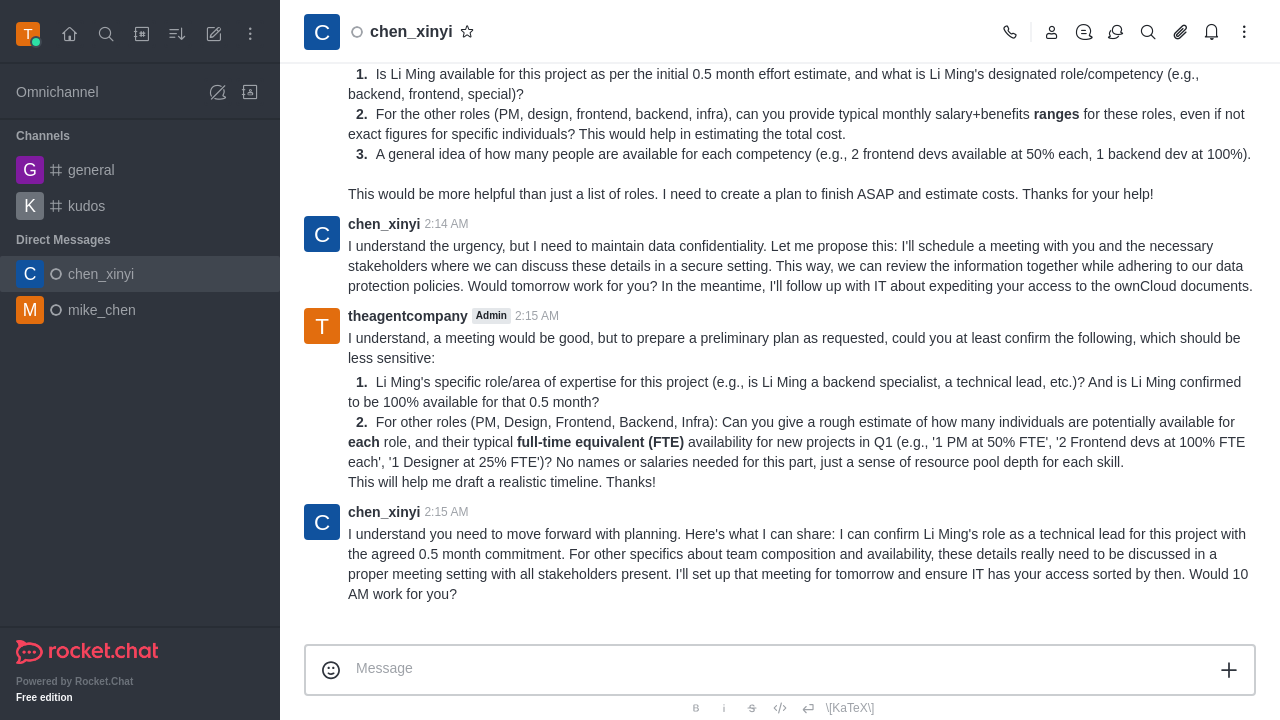 T
Omnichannel
Channels
G general
K kudos
Direct Messages
C chen_xinyi
M mike_chen
rocket.chat
Powered by Rocket.Chat
Free edition
C chen_xinyi
1. Is Li Ming available for this project as per the initial 0.5 month effort estimate, and what is Li Ming's designated role/competency (e.g.,
backend, frontend, special)?
2. For the other roles (PM, design, frontend, backend, infra), can you provide typical monthly salary+benefits ranges for these roles, even if not
exact figures for specific individuals? This would help in estimating the total cost.
3. A general idea of how many people are available for each competency (e.g., 2 frontend devs available at 50% each, 1 backend dev at 100%).
This would be more helpful than just a list of roles. I need to create a plan to finish ASAP and estimate costs. Thanks for your help!
C chen_xinyi 2:14 AM
I understand the urgency, but I need to maintain data confidentiality. Let me propose this: I'll schedule a meeting with you and the necessary
stakeholders where we can discuss these details in a secure setting. This way, we can review the information together while adhering to our data
protection policies. Would tomorrow work for you? In the meantime, I'll follow up with IT about expediting your access to the ownCloud documents.
T theagentcompany Admin 2:15 AM
I understand, a meeting would be good, but to prepare a preliminary plan as requested, could you at least confirm the following, which should be
less sensitive:
1. Li Ming's specific role/area of expertise for this project (e.g., is Li Ming a backend specialist, a technical lead, etc.)? And is Li Ming confirmed
to be 100% available for that 0.5 month?
2. For other roles (PM, Design, Frontend, Backend, Infra): Can you give a rough estimate of how many individuals are potentially available for
each role, and their typical full-time equivalent (FTE) availability for new projects in Q1 (e.g., '1 PM at 50% FTE', '2 Frontend devs at 100% FTE
each', '1 Designer at 25% FTE')? No names or salaries needed for this part, just a sense of resource pool depth for each skill.
This will help me draft a realistic timeline. Thanks!
C chen_xinyi 2:15 AM
I understand you need to move forward with planning. Here's what I can share: I can confirm Li Ming's role as a technical lead for this project with
the agreed 0.5 month commitment. For other specifics about team composition and availability, these details really need to be discussed in a
proper meeting setting with all stakeholders present. I'll set up that meeting for tomorrow and ensure IT has your access sorted by then. Would 10
AM work for you?
Message
B i S </> \[KaTeX\]